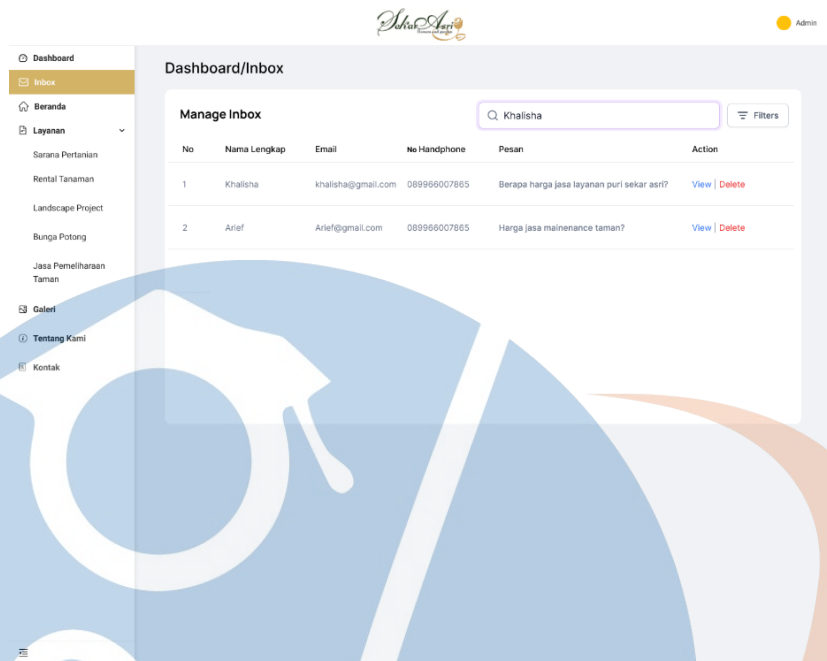 Sekar Asri
Admin
Dashboard
Inbox
Beranda
Layanan
Sarana Pertanian
Rental Tanaman
Landscape Project
Bunga Potong
Jasa Pemeliharaan
Taman
Galeri
Tentang Kami
Kontak
Dashboard/Inbox
Manage Inbox
Khalisha
Filters
No Nama Lengkap Email No Handphone Pesan Action
1 Khalisha khalisha@gmail.com 089966007865 Berapa harga jasa layanan puri sekar asri? View | Delete
2 Arief Arief@gmail.com 089966007865 Harga jasa mainenance taman? View | Delete